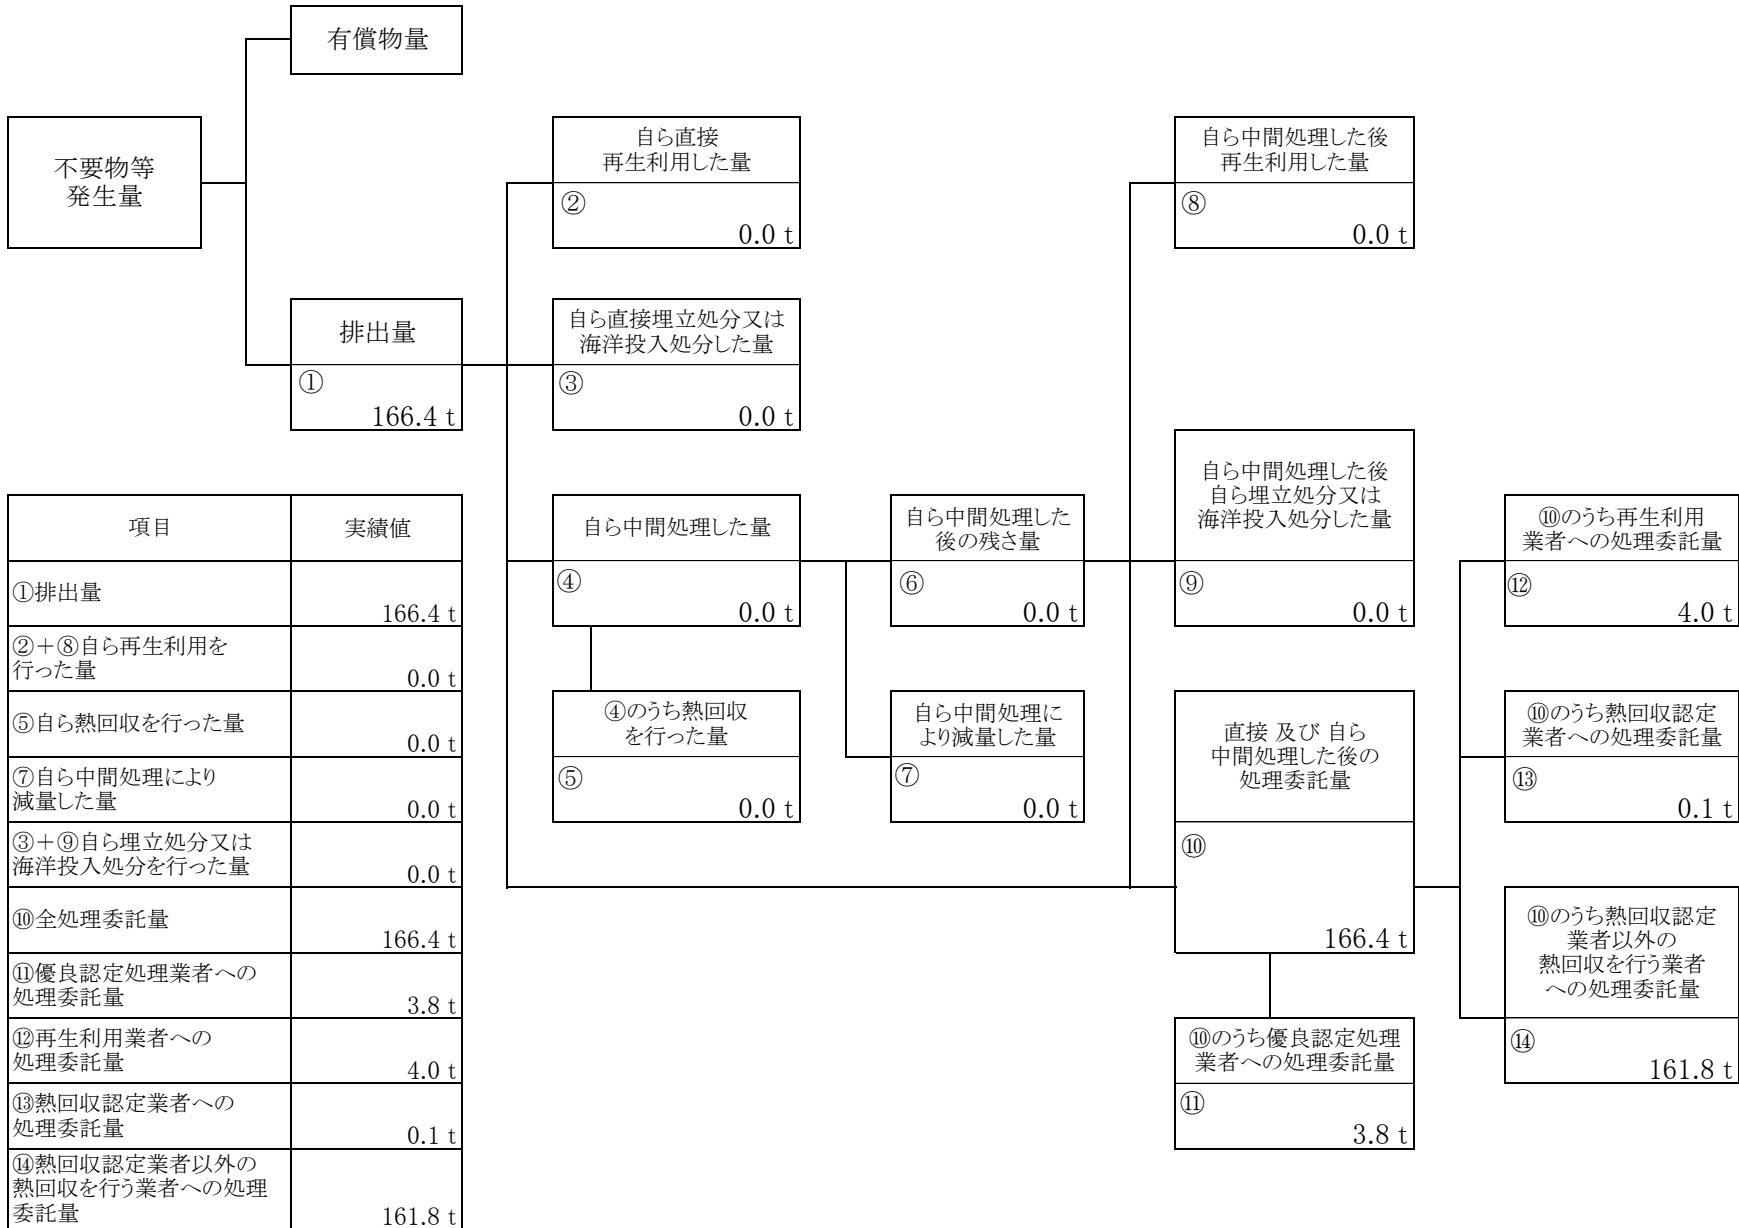 有償物量
不要物等
発生量
排出量
①
166.4 t
自ら直接
再生利用した量
②
0.0 t
自ら直接埋立処分又は
海洋投入処分した量
③
0.0 t
自ら中間処理した量
④
0.0 t
④のうち熱回収
を行った量
⑤
0.0 t
自ら中間処理した
後の残さ量
⑥
0.0 t
自ら中間処理に
より減量した量
⑦
0.0 t
自ら中間処理した後
再生利用した量
⑧
0.0 t
自ら中間処理した後
自ら埋立処分又は
海洋投入処分した量
⑨
0.0 t
直接 及び 自ら
中間処理した後の
処理委託量
⑩
166.4 t
⑩のうち優良認定処理
業者への処理委託量
⑪
3.8 t
⑩のうち再生利用
業者への処理委託量
⑫
4.0 t
⑩のうち熱回収認定
業者への処理委託量
⑬
0.1 t
⑩のうち熱回収認定
業者以外の
熱回収を行う業者
への処理委託量
⑭
161.8 t
項目 実績値
①排出量
166.4 t
②＋⑧自ら再生利用を
行った量
0.0 t
⑤自ら熱回収を行った量
0.0 t
⑦自ら中間処理により
減量した量
0.0 t
③＋⑨自ら埋立処分又は
海洋投入処分を行った量
0.0 t
⑩全処理委託量
166.4 t
⑪優良認定処理業者への
処理委託量
3.8 t
⑫再生利用業者への
処理委託量
4.0 t
⑬熱回収認定業者への
処理委託量
0.1 t
⑭熱回収認定業者以外の
熱回収を行う業者への処理
委託量
161.8 t